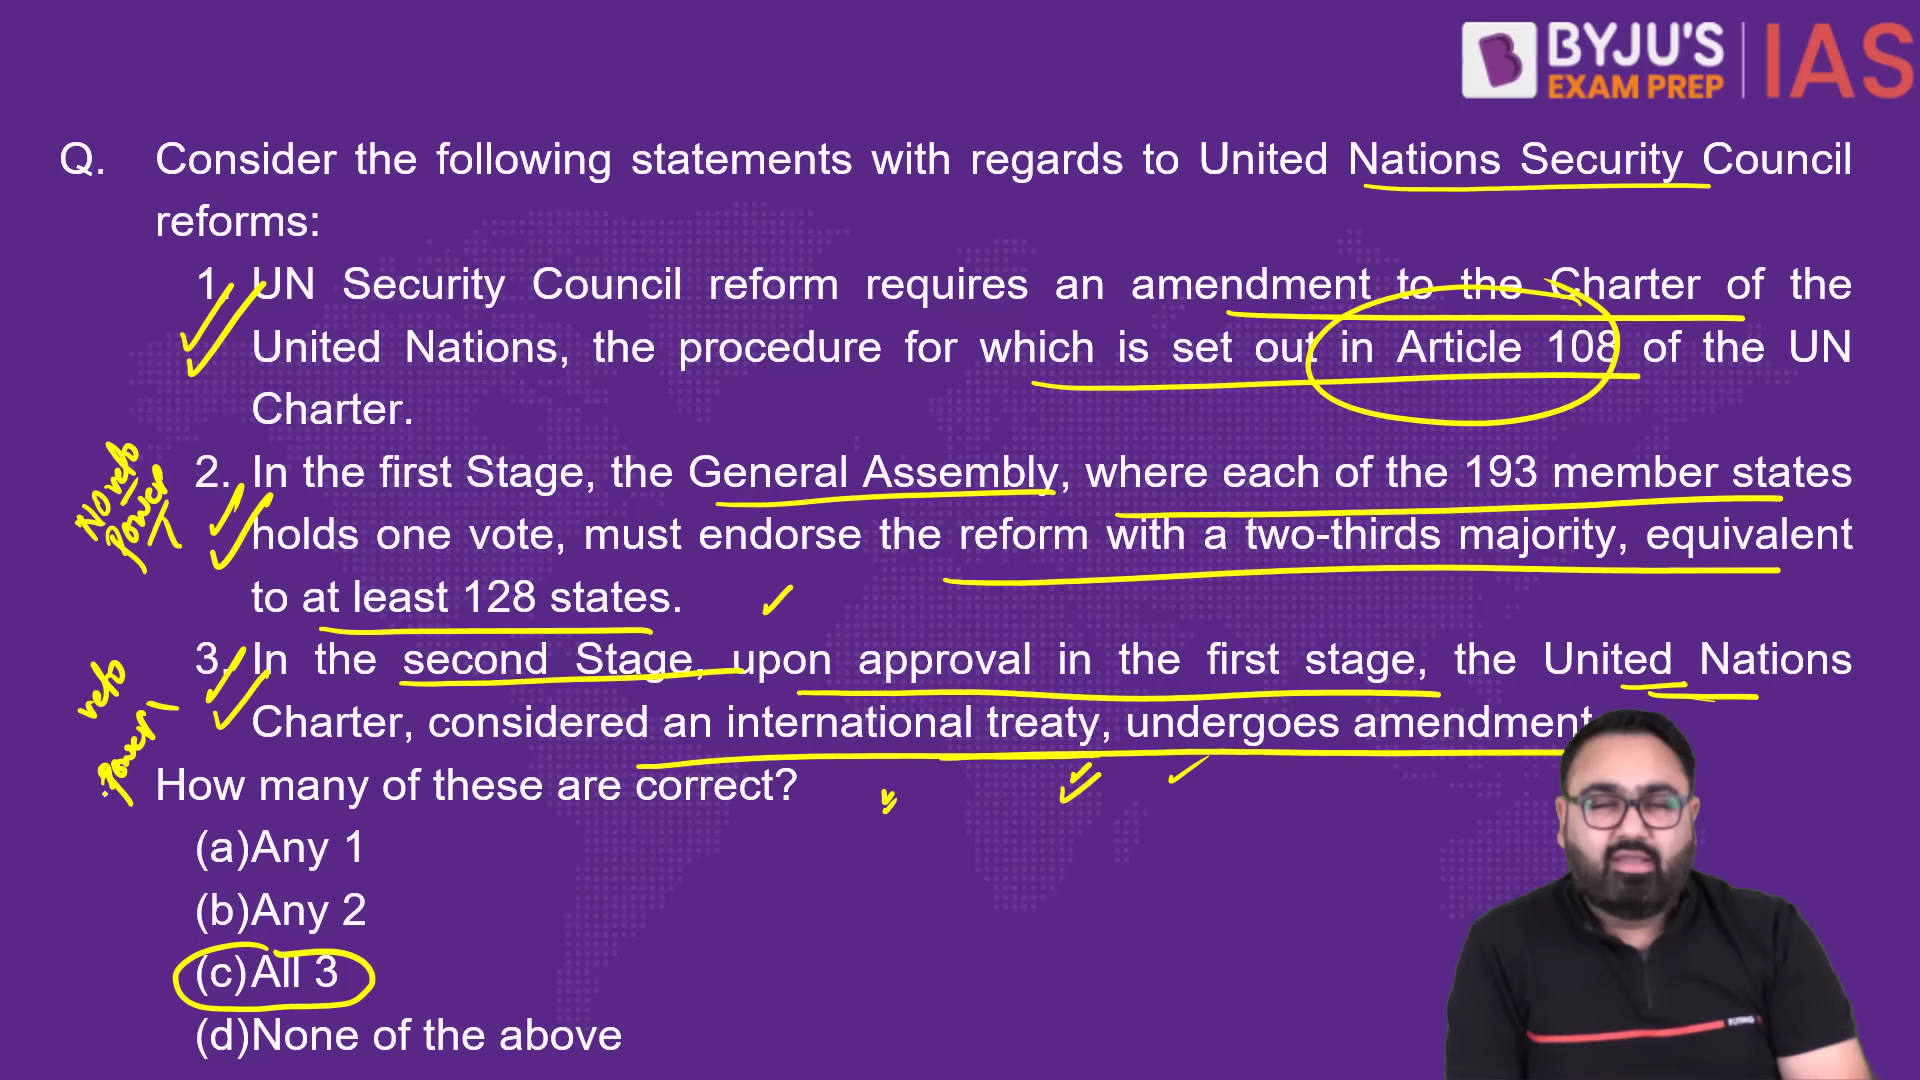 BYJU'S
EXAM PREP
IAS
Q. Consider the following statements with regards to United Nations Security Council
reforms:
1. UN Security Council reform requires an amendment to the Charter of the
United Nations, the procedure for which is set out in Article 108 of the UN
Charter.
No veto
Power
2. In the first Stage, the General Assembly, where each of the 193 member states
holds one vote, must endorse the reform with a two-thirds majority, equivalent
to at least 128 states.
veto
Power
3. In the second Stage, upon approval in the first stage, the United Nations
Charter, considered an international treaty, undergoes amendment
How many of these are correct?
(a) Any 1
(b) Any 2
(c) All 3
(d) None of the above